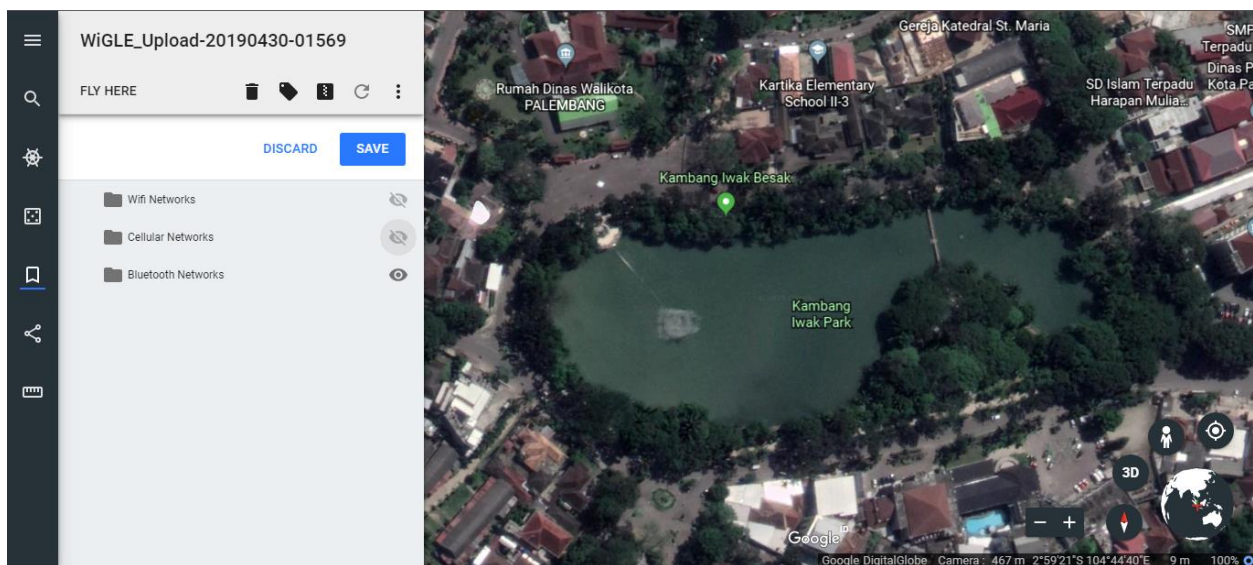 WiGLE_Upload-20190430-01569
FLY HERE
DISCARD
SAVE
Wifi Networks
Cellular Networks
Bluetooth Networks
Gereja Katedral St. Maria
SMP
Terpadu
Rumah Dinas Walikota
PALEMBANG
Kartika Elementary
School II-3
SD Islam Terpadu
Harapan Mulia...
Dinas P
Kota Pa
Kambang Iwak Besak
Kambang
Iwak Park
3D
Google
Google DigitalGlobe Camera: 467 m 2°59'21"S 104°44'40"E 9 m 100%